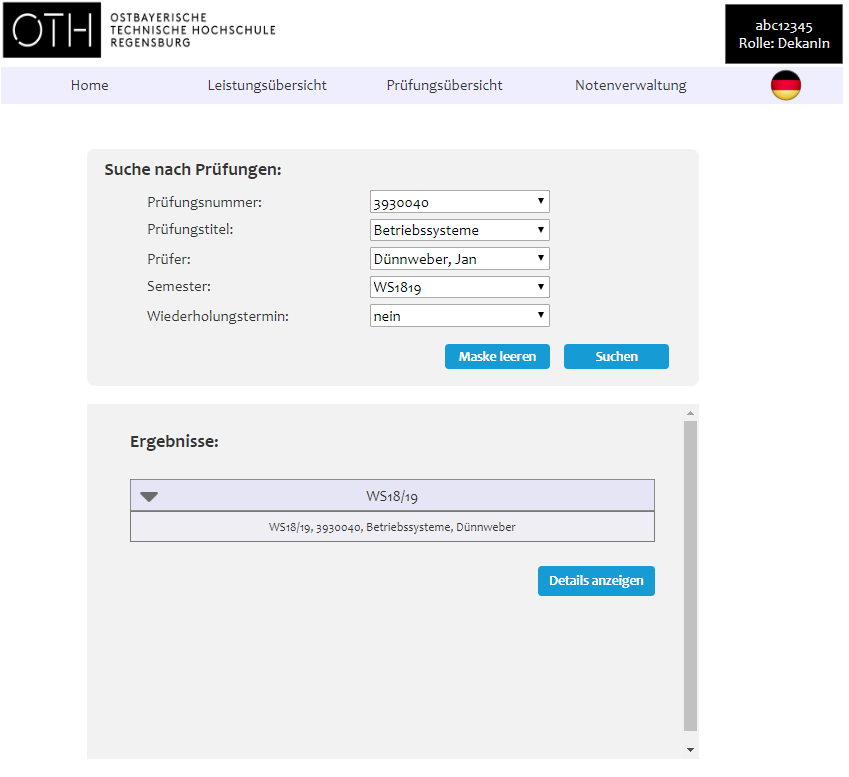 OTH
OSTBAYERISCHE
TECHNISCHE HOCHSCHULE
REGENSBURG
abc12345
Rolle: DekanIn
Home Leistungsübersicht Prüfungsübersicht Notenverwaltung
Suche nach Prüfungen:
Prüfungsnummer: 3930040
Prüfungstitel: Betriebssysteme
Prüfer: Dünnweber, Jan
Semester: WS1819
Wiederholungstermin: nein
Maske leeren Suchen
Ergebnisse:
WS18/19
WS18/19, 3930040, Betriebssysteme, Dünnweber
Details anzeigen